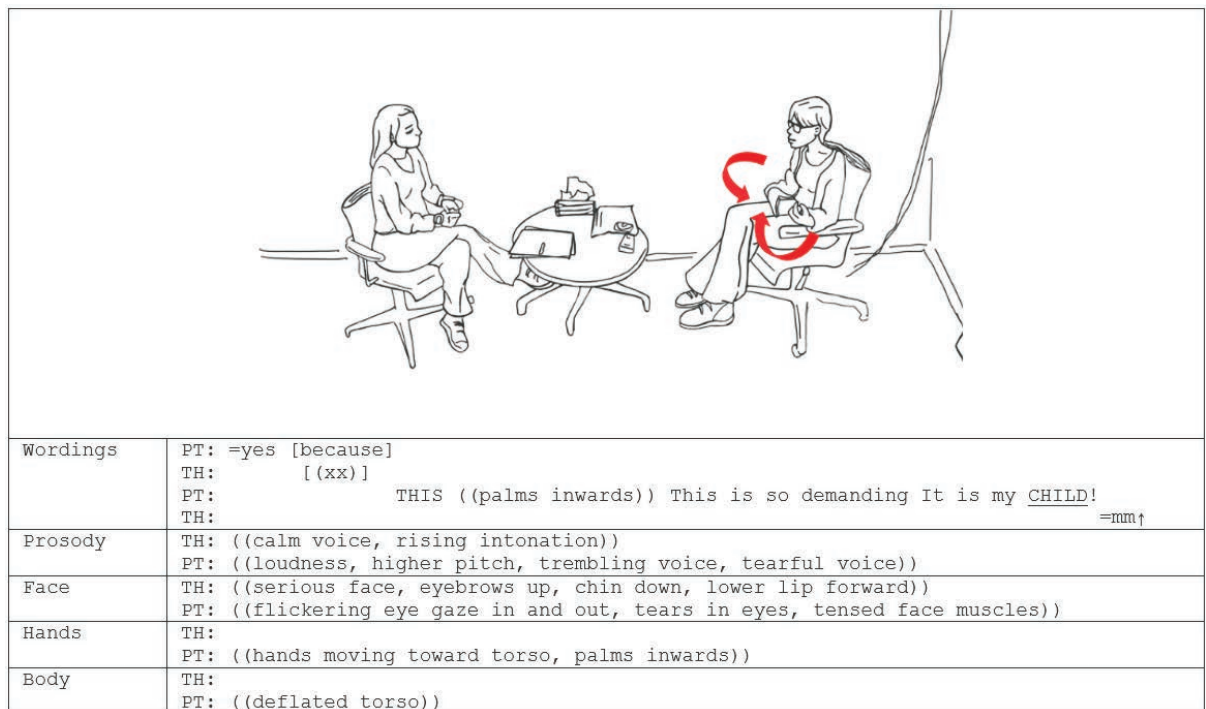 Wordings PT: =yes [because]
TH: [(xx)]
PT: THIS ((palms inwards)) This is so demanding It is my CHILD!
TH: =mm↑
Prosody TH: ((calm voice, rising intonation))
PT: ((loudness, higher pitch, trembling voice, tearful voice))
Face TH: ((serious face, eyebrows up, chin down, lower lip forward))
PT: ((flickering eye gaze in and out, tears in eyes, tensed face muscles))
Hands TH:
PT: ((hands moving toward torso, palms inwards))
Body TH:
PT: ((deflated torso))